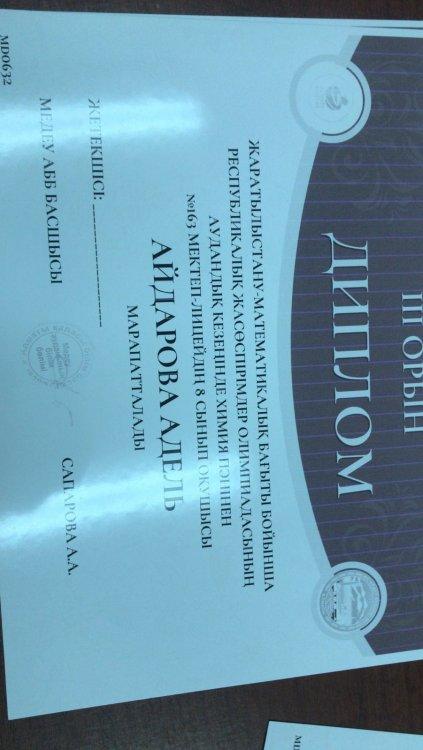 III ОРЫН
ДИПЛОМ
ЖАРАТЫЛЫСТАНУ-МАТЕМАТИКАЛЫҚ БАҒЫТЫ БОЙЫНША
РЕСПУБЛИКАЛЫҚ ЖАСӨСПІРІМДЕР ОЛИМПИАДАСЫНЫҢ
АУДАНДЫҚ КЕЗЕҢІНДЕ ХИМИЯ ПӘНІНЕН
№163 МЕКТЕП-ЛИЦЕЙДІҢ 8 СЫНЫП ОҚУШЫСЫ
АЙДАРОВА АДЕЛЬ
МАРАПАТТАЛАДЫ
ЖЕТЕКШІСІ: ____________________
МЕДЕУ АББ БАСШЫСЫ САПАРОВА А.А.
MD0632